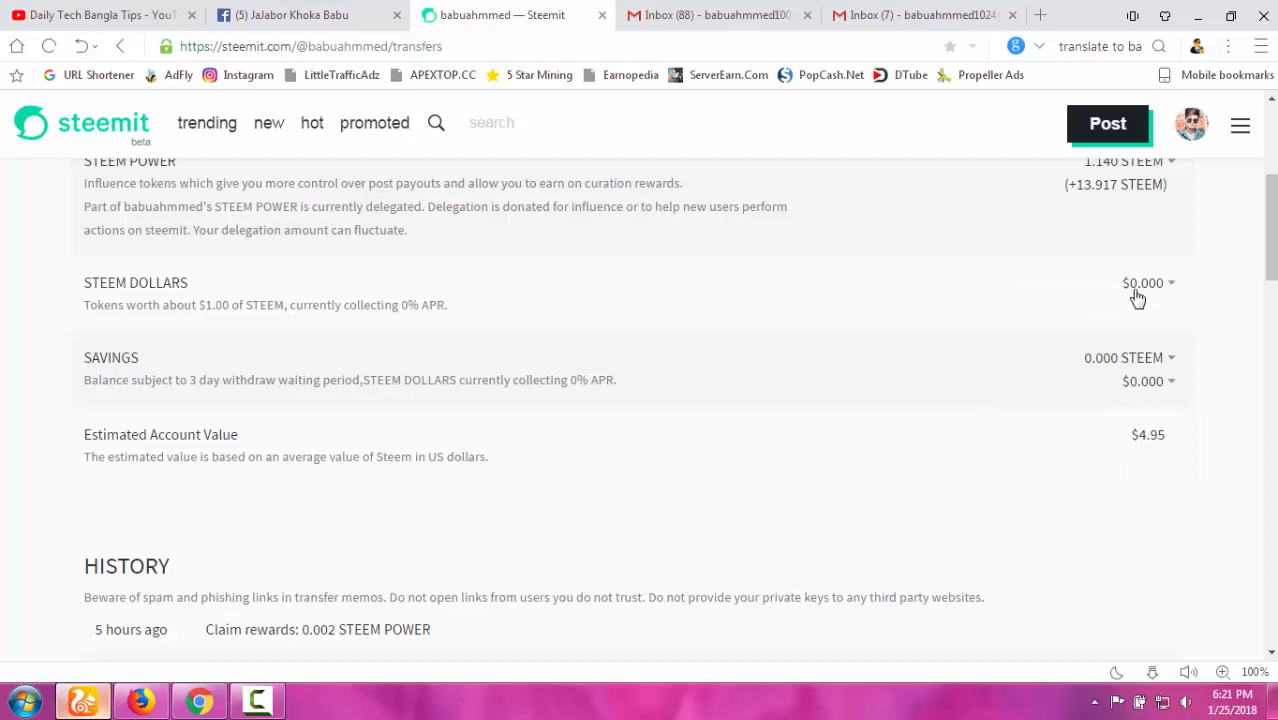 Daily Tech Bangla Tips - YouT
(5) Jalabor Khoka Babu
babuahmmed — Steemit
Inbox (88) - babuahmmed100
Inbox (7) - babuahmmed1024
https://steemit.com/@babuahmmed/transfers
translate to ba
URL Shortener
AdFly
Instagram
LittleTrafficAdz
APEXTOP.CC
5 Star Mining
Earnopedia
ServerEarn.Com
PopCash.Net
DTube
Propeller Ads
Mobile bookmarks
steemit
beta
trending
new
hot
promoted
search
Post
STEEM POWER
1.140 STEEM
Influence tokens which give you more control over post payouts and allow you to earn on curation rewards.
(+13.917 STEEM)
Part of babuahmmed's STEEM POWER is currently delegated. Delegation is donated for influence or to help new users perform
actions on steemit. Your delegation amount can fluctuate.
STEEM DOLLARS
$0.000
Tokens worth about $1.00 of STEEM, currently collecting 0% APR.
SAVINGS
0.000 STEEM
Balance subject to 3 day withdraw waiting period,STEEM DOLLARS currently collecting 0% APR.
$0.000
Estimated Account Value
$4.95
The estimated value is based on an average value of Steem in US dollars.
HISTORY
Beware of spam and phishing links in transfer memos. Do not open links from users you do not trust. Do not provide your private keys to any third party websites.
5 hours ago
Claim rewards: 0.002 STEEM POWER
100%
6:21 PM
1/25/2018